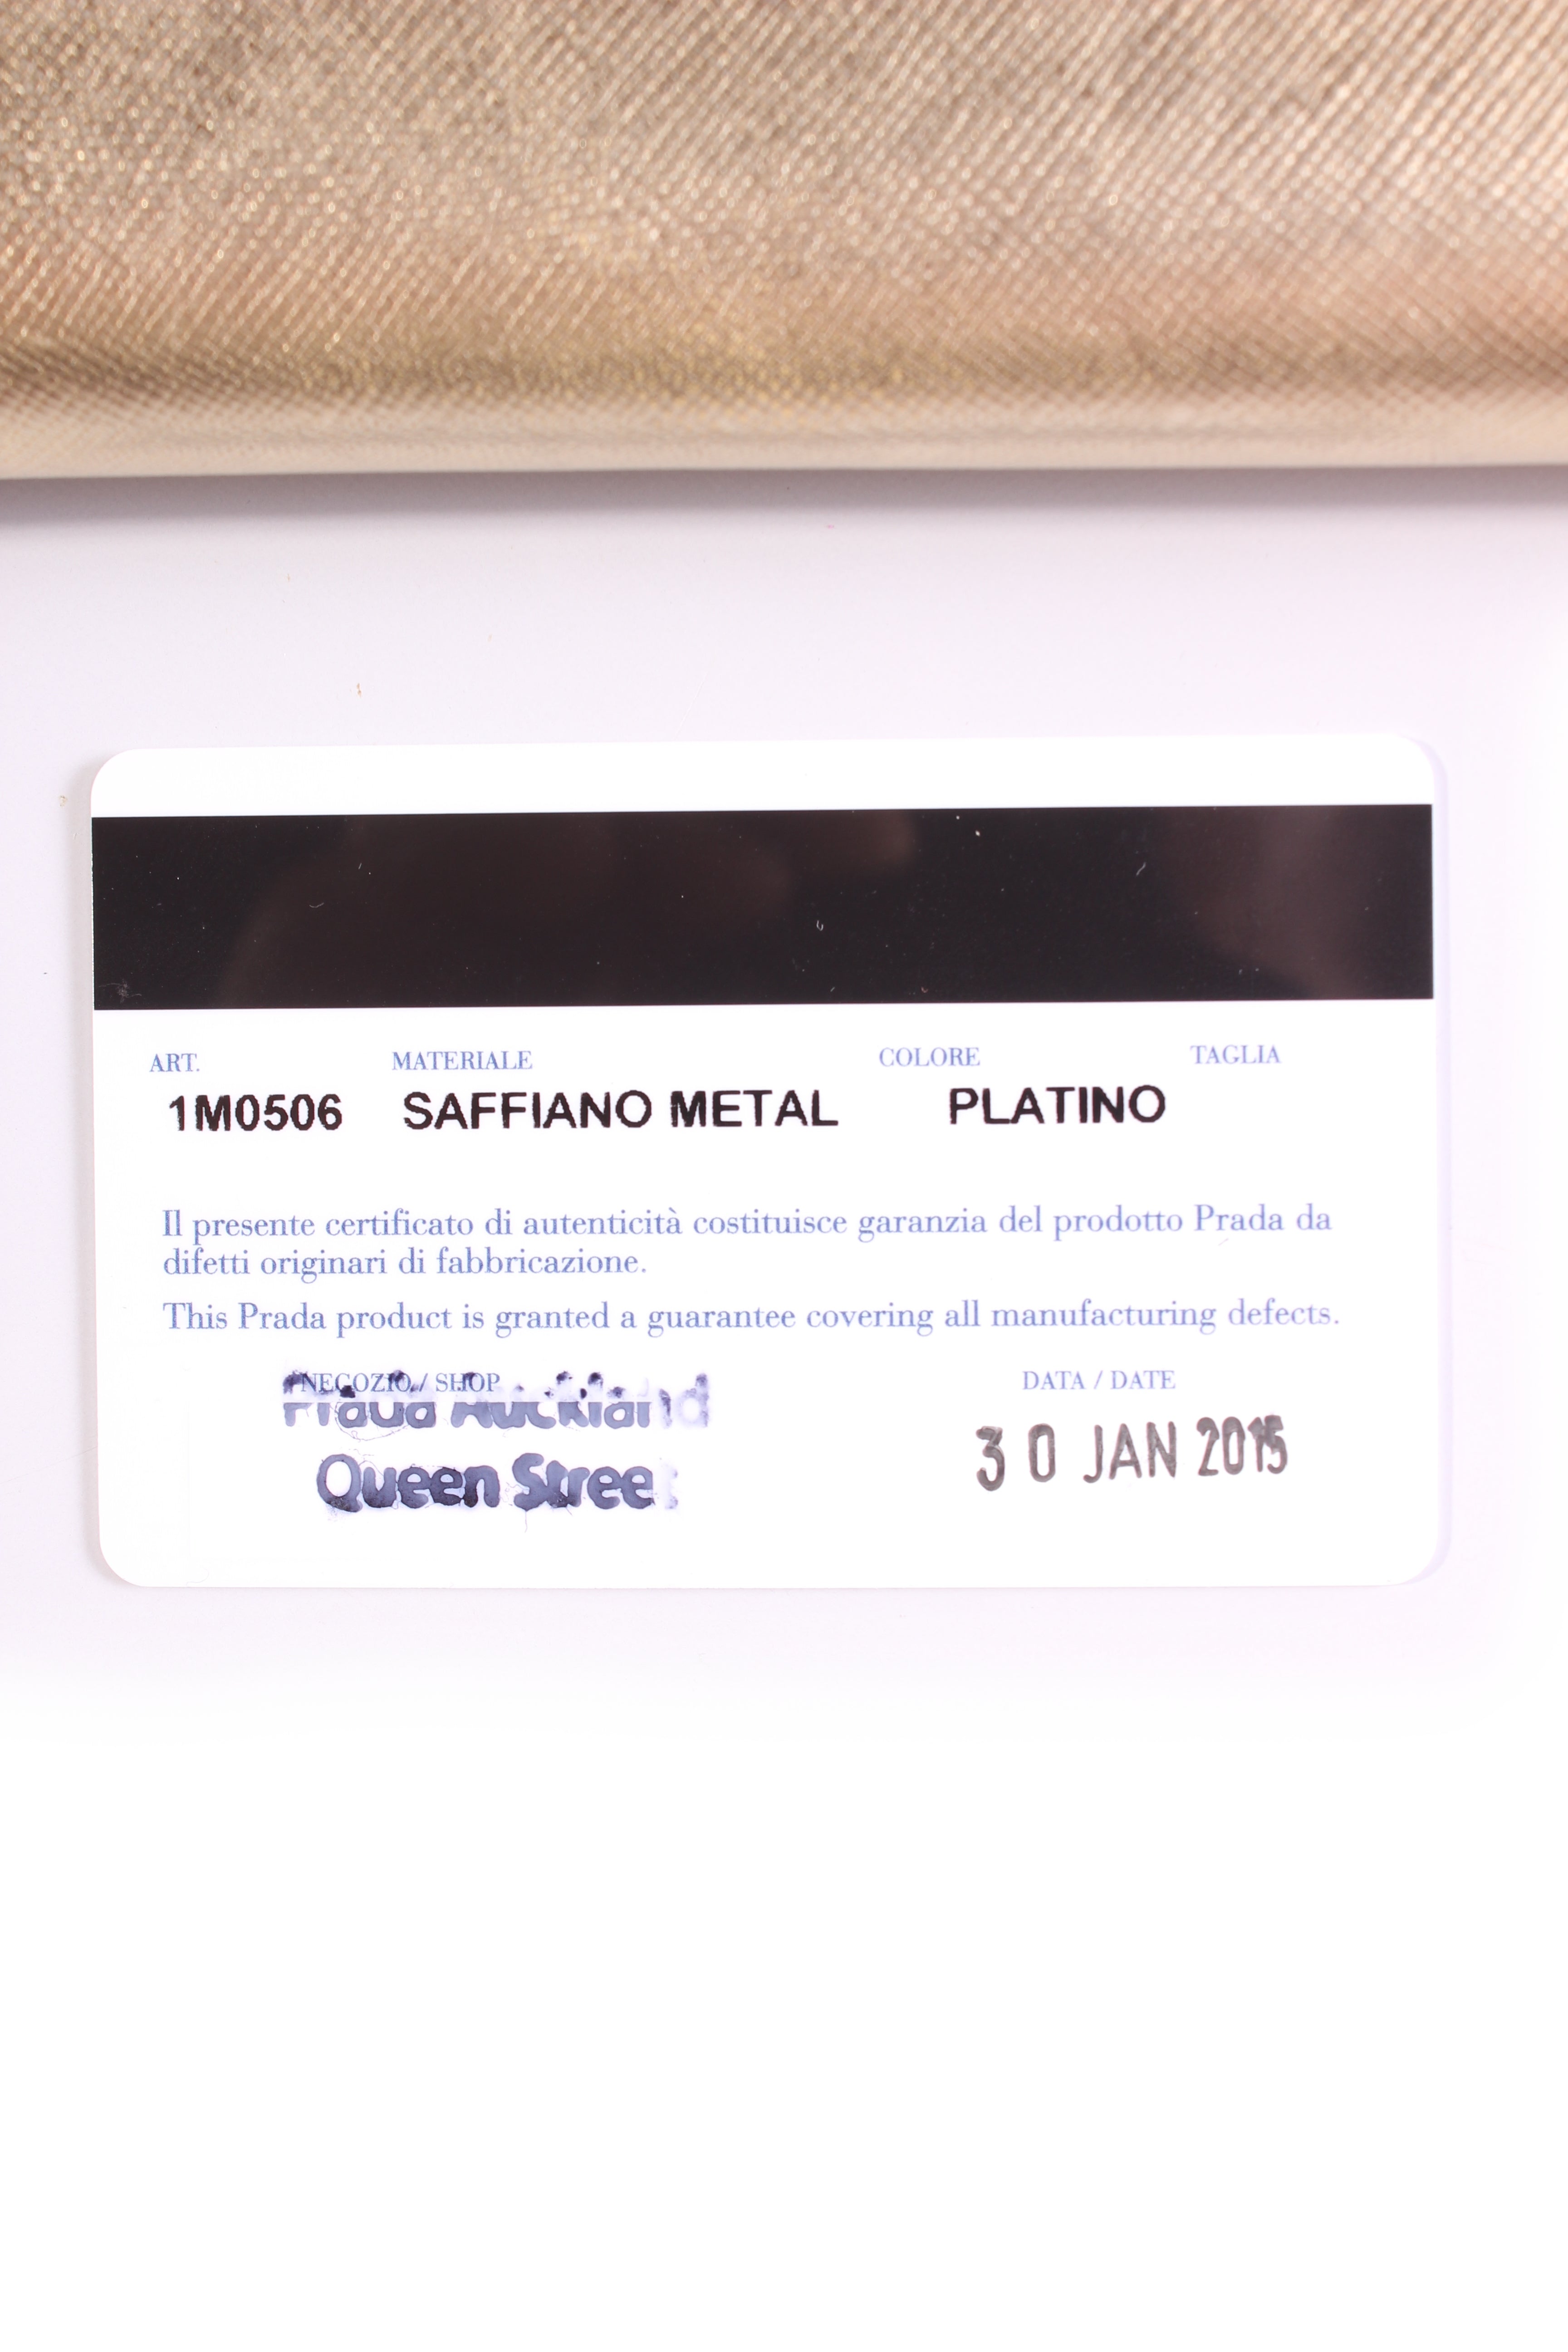 ART. MATERIALE COLORE TAGLIA
1M0506 SAFFIANO METAL PLATINO
Il presente certificato di autenticità costituisce garanzia del prodotto Prada da
difetti originari di fabbricazione.
This Prada product is granted a guarantee covering all manufacturing defects.
NEGOZIO / SHOP DATA / DATE
Prada Auckland
30 JAN 2015
Queen Street